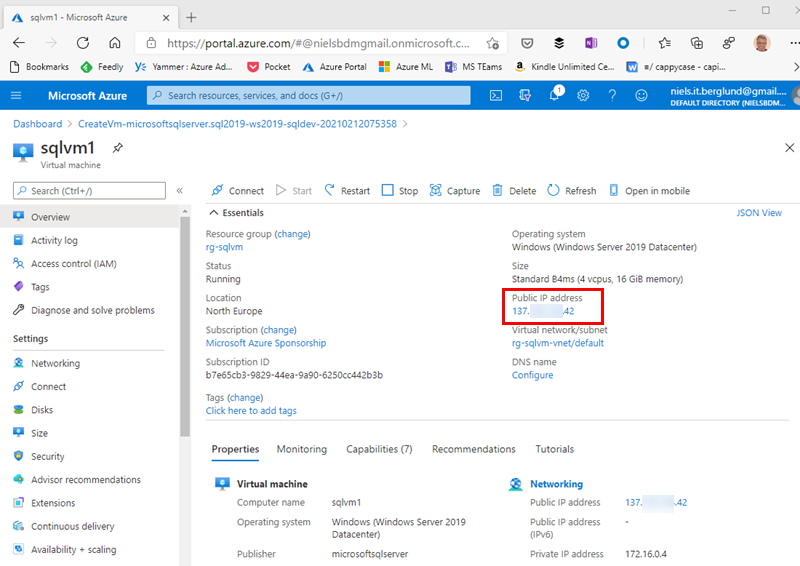 sqlvm1 - Microsoft Azure
https://portal.azure.com/#@nielsbdmgmail.onmicrosoft.c...
Bookmarks Feedly Yammer : Azure Ad... Pocket Azure Portal Azure ML MS TEams Kindle Unlimited Ce... ≡/ cappycase - capi...
Microsoft Azure Search resources, services, and docs (G+/) 1 niels.it.berglund@gmail....
DEFAULT DIRECTORY (NIELSBDM...
Dashboard > CreateVm-microsoftsqlserver.sql2019-ws2019-sqldev-20210212075358 >
sqlvm1
Virtual machine
Search (Ctrl+/) «
Connect Start Restart Stop Capture Delete Refresh Open in mobile
Overview
Activity log
Access control (IAM)
Tags
Diagnose and solve problems
Settings
Networking
Connect
Disks
Size
Security
Advisor recommendations
Extensions
Continuous delivery
Availability + scaling
Essentials JSON View
Resource group (change)
rg-sqlvm
Status
Running
Location
North Europe
Subscription (change)
Microsoft Azure Sponsorship
Subscription ID
b7e65cb3-9829-44ea-9a90-6250cc442b3b
Operating system
Windows (Windows Server 2019 Datacenter)
Size
Standard B4ms (4 vcpus, 16 GiB memory)
Public IP address
137. .42
Virtual network/subnet
rg-sqlvm-vnet/default
DNS name
Configure
Tags (change)
Click here to add tags
Properties Monitoring Capabilities (7) Recommendations Tutorials
Virtual machine
Computer name sqlvm1
Operating system Windows (Windows Server 2019
Datacenter)
Publisher microsoftsqlserver
Networking
Public IP address 137. .42
Public IP address -
(IPv6)
Private IP address 172.16.0.4